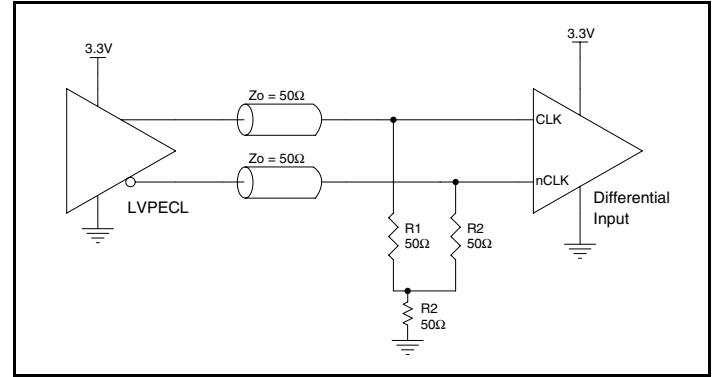 3.3V
3.3V
Zo = 50Ω
CLK
Zo = 50Ω
nCLK
LVPECL
Differential
Input
R1
50Ω
R2
50Ω
R2
50Ω